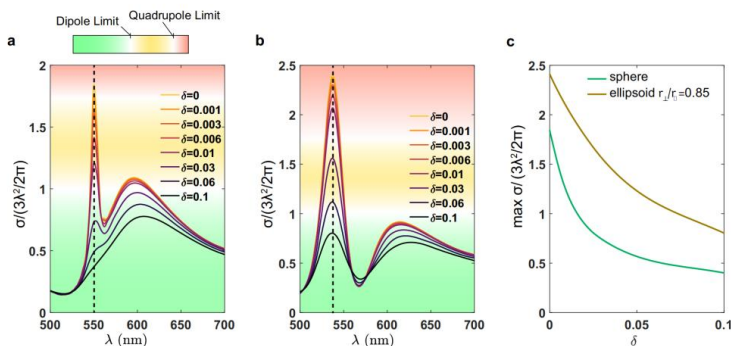 Dipole Limit
Quadrupole Limit
a
2
1.5
1
0.5
0
500
550
600
650
700
σ/(3λ²/2π)
λ (nm)
δ=0
δ=0.001
δ=0.003
δ=0.006
δ=0.01
δ=0.03
δ=0.06
δ=0.1
b
2.5
2
1.5
1
0.5
0
500
550
600
650
700
σ/(3λ²/2π)
λ (nm)
δ=0
δ=0.001
δ=0.003
δ=0.006
δ=0.01
δ=0.03
δ=0.06
δ=0.1
c
2.5
2
1.5
1
0.5
0
0
0.05
0.1
max σ/(3λ²/2π)
δ
sphere
ellipsoid r⊥/r∥=0.85